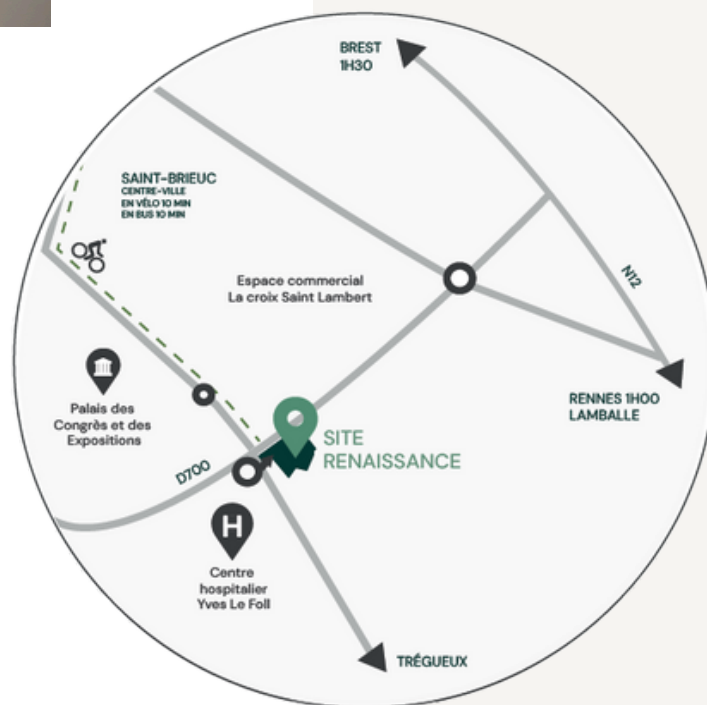 BREST
1H30
SAINT-BRIEUC
CENTRE-VILLE
EN VÉLO 10 MIN
EN BUS 10 MIN
Espace commercial
La croix Saint Lambert
N12
RENNES 1H00
LAMBALLE
Palais des
Congrès et des
Expositions
SITE
RENAISSANCE
D700
H
Centre
hospitalier
Yves Le Foll
TRÉGUEUX